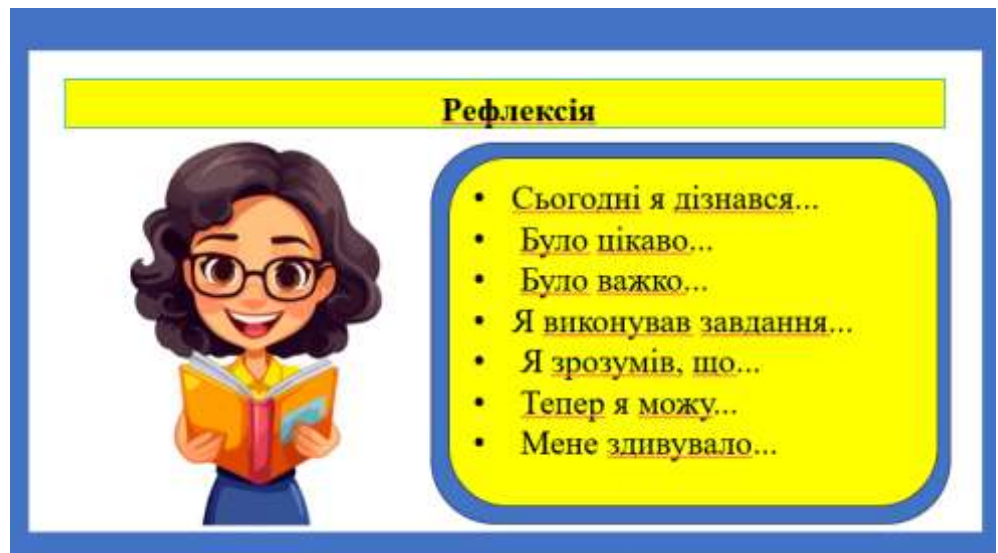 Рефлексія
• Сьогодні я дізнався...
• Було цікаво...
• Було важко...
• Я виконував завдання...
• Я зрозумів, що...
• Тепер я можу...
• Мене здивувало...